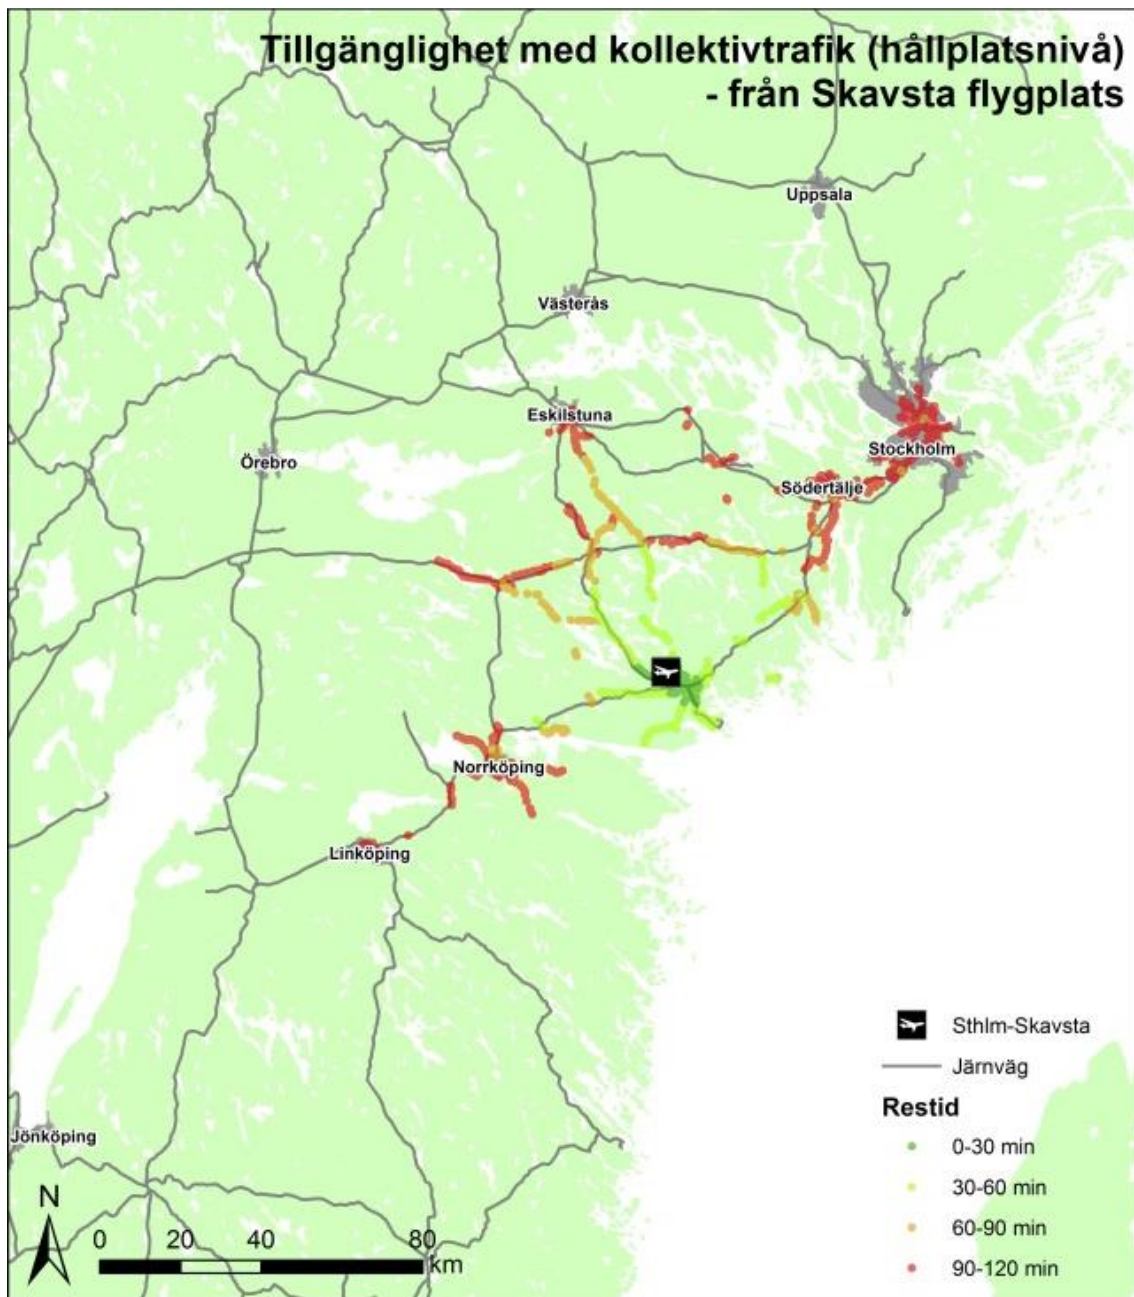 Tillgänglighet med kollektivtrafik (hållplatsnivå)
- från Skavsta flygplats
Uppsala
Västerås
Eskilstuna
Stockholm
Örebro
Södertälje
Norrköping
Linköping
Sthlm-Skavsta
Järnväg
Restid
Jönköping
0-30 min
N
30-60 min
60-90 min
0 20 40 80
km
90-120 min